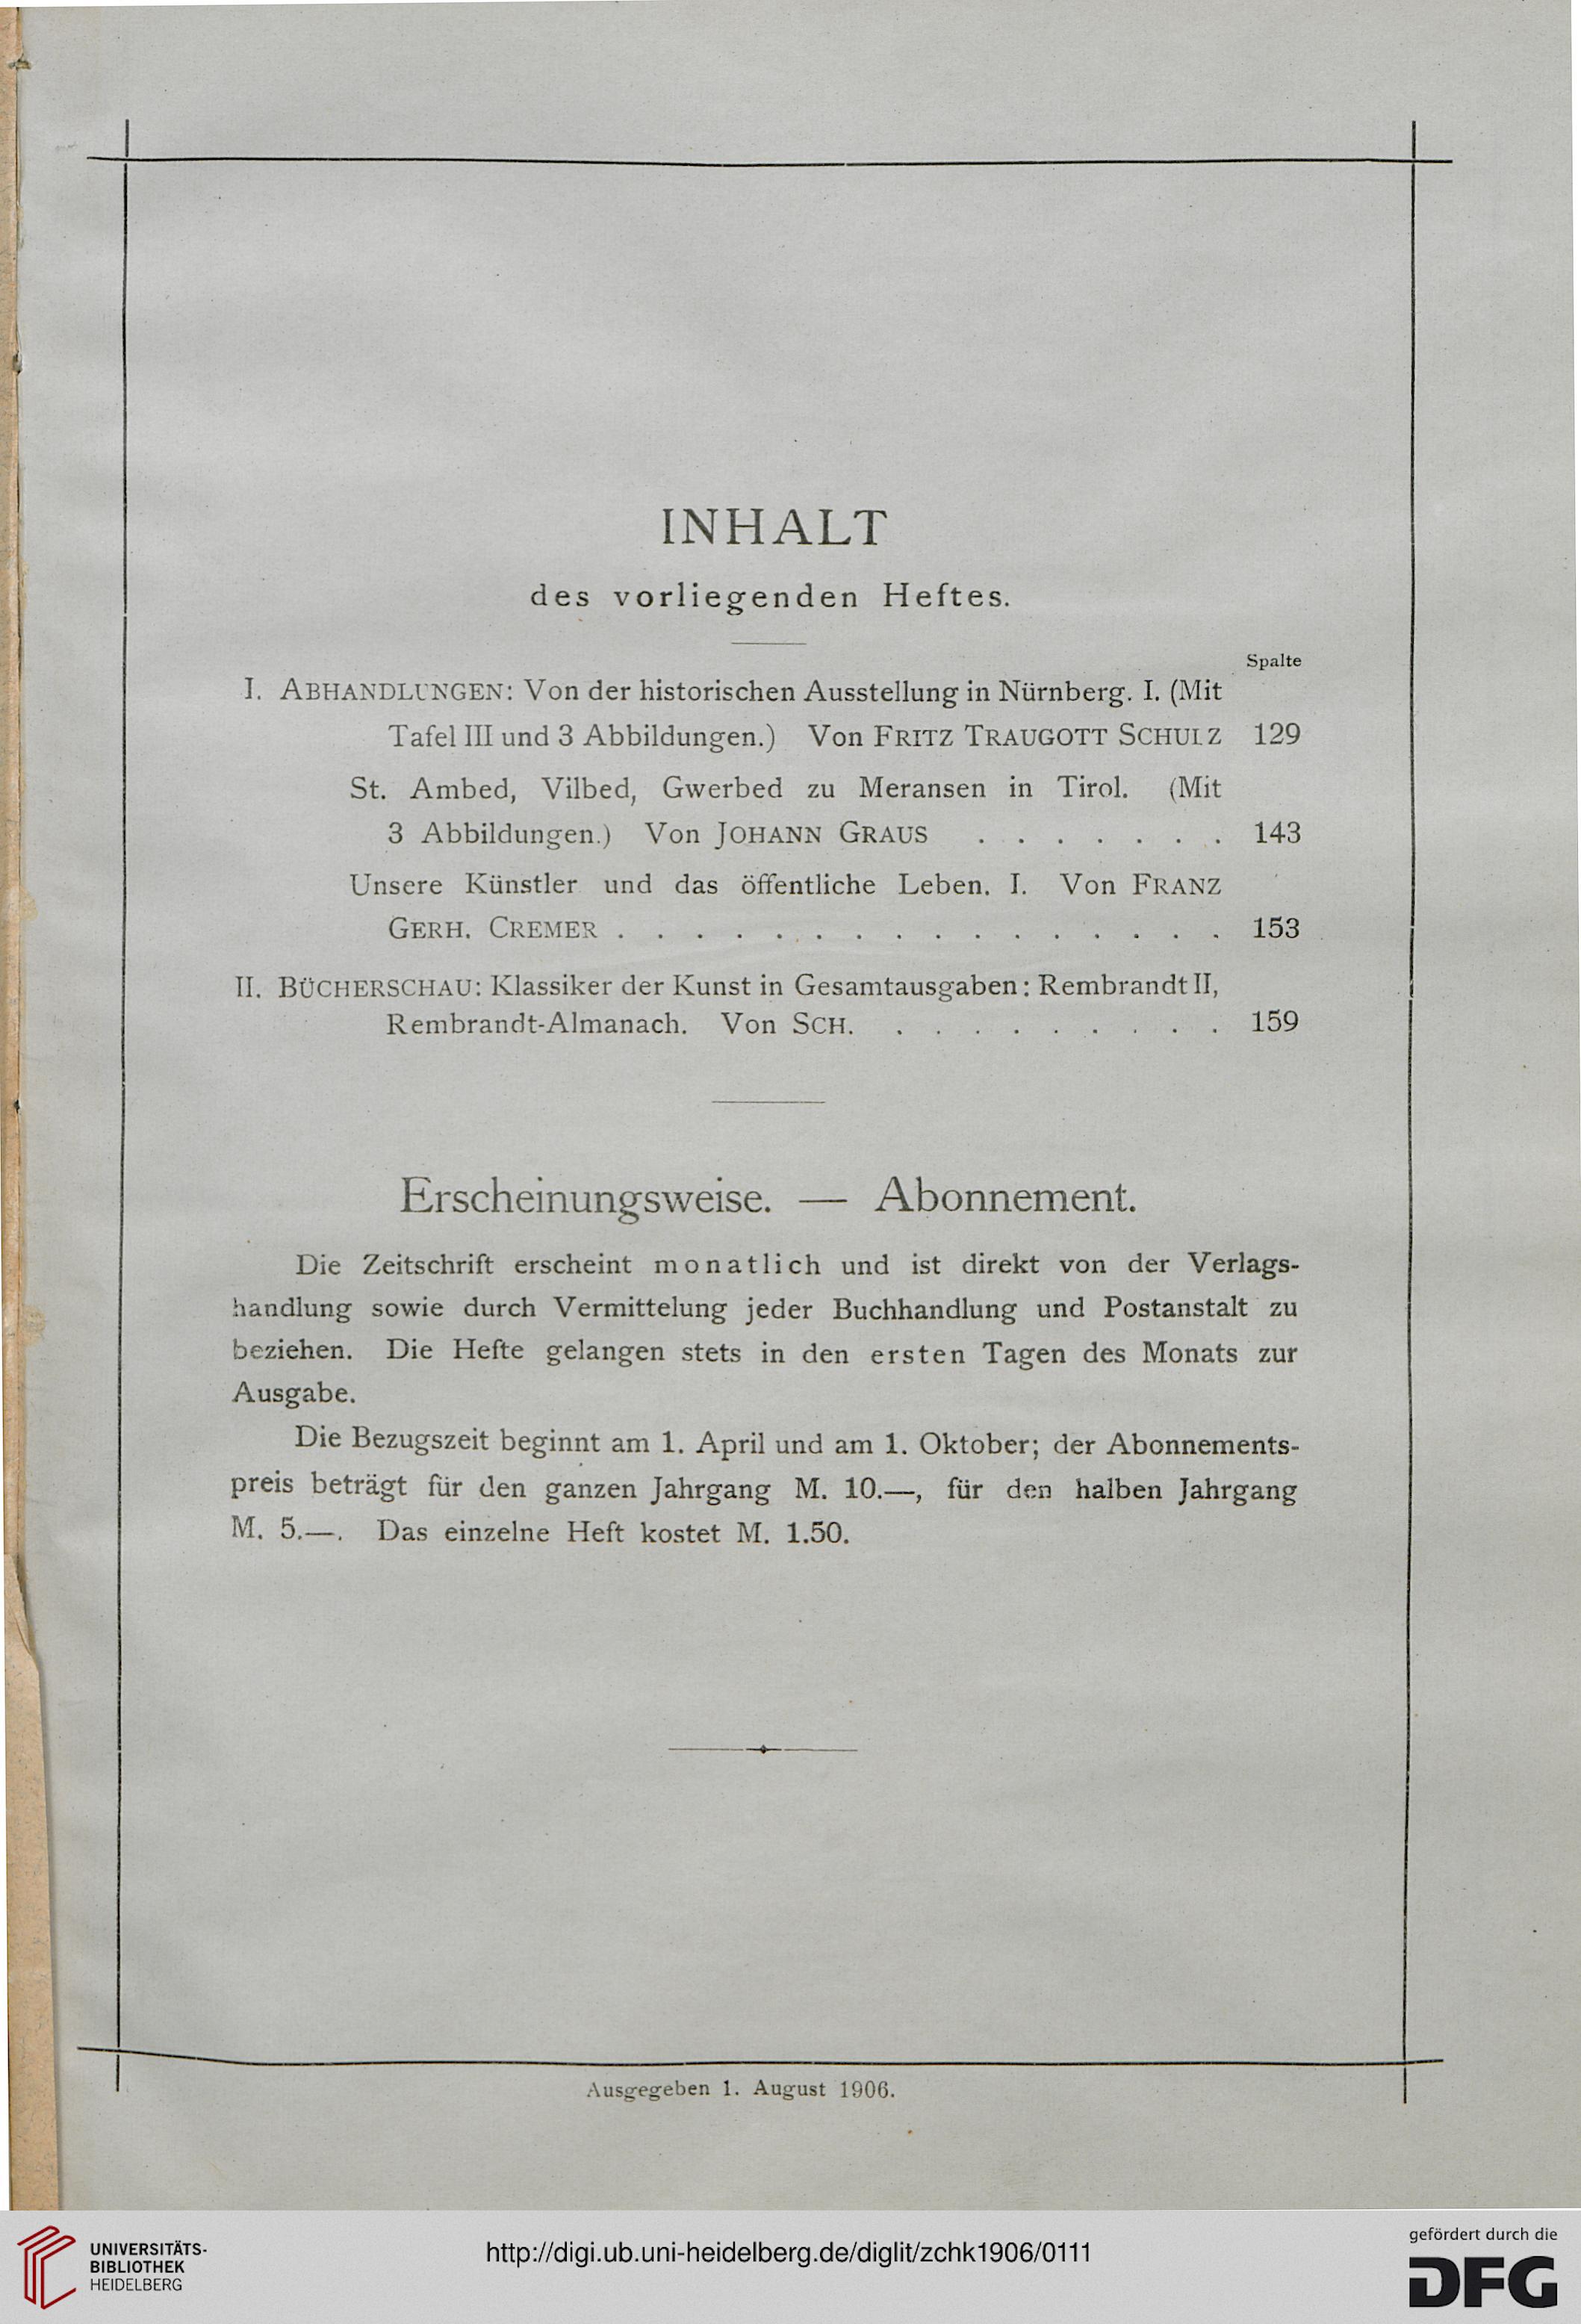 INHALT
des vorliegenden Heftes.
Spalte
I. ABHANDLUNGEN: Von der historischen Ausstellung in Nürnberg. I. (Mit
Tafel III und 3 Abbildungen.) Von FRITZ TRAUGOTT SCHULZ 129
St. Ambed, Vilbed, Gwerbed zu Meransen in Tirol. (Mit
3 Abbildungen.) Von JOHANN GRAUS . . . . . . . 143
Unsere Künstler und das öffentliche Leben. I. Von FRANZ
GERH. CREMER . . . . . . . . . . . . . . . . 153
II. BÜCHERSCHAU: Klassiker der Kunst in Gesamtausgaben: Rembrandt II,
Rembrandt-Almanach. Von SCH. . . . . . . . . . 159
Erscheinungsweise. — Abonnement.
Die Zeitschrift erscheint monatlich und ist direkt von der Verlags-
handlung sowie durch Vermittelung jeder Buchhandlung und Postanstalt zu
beziehen. Die Hefte gelangen stets in den ersten Tagen des Monats zur
Ausgabe.
Die Bezugszeit beginnt am 1. April und am 1. Oktober; der Abonnements-
preis beträgt für den ganzen Jahrgang M. 10.—, für den halben Jahrgang
M. 5.—. Das einzelne Heft kostet M. 1.50.
Ausgegeben 1. August 1906.
UNIVERSITÄTS-
BIBLIOTHEK
HEIDELBERG
http://digi.ub.uni-heidelberg.de/diglit/zchk1906/0111
gefördert durch die
DFG